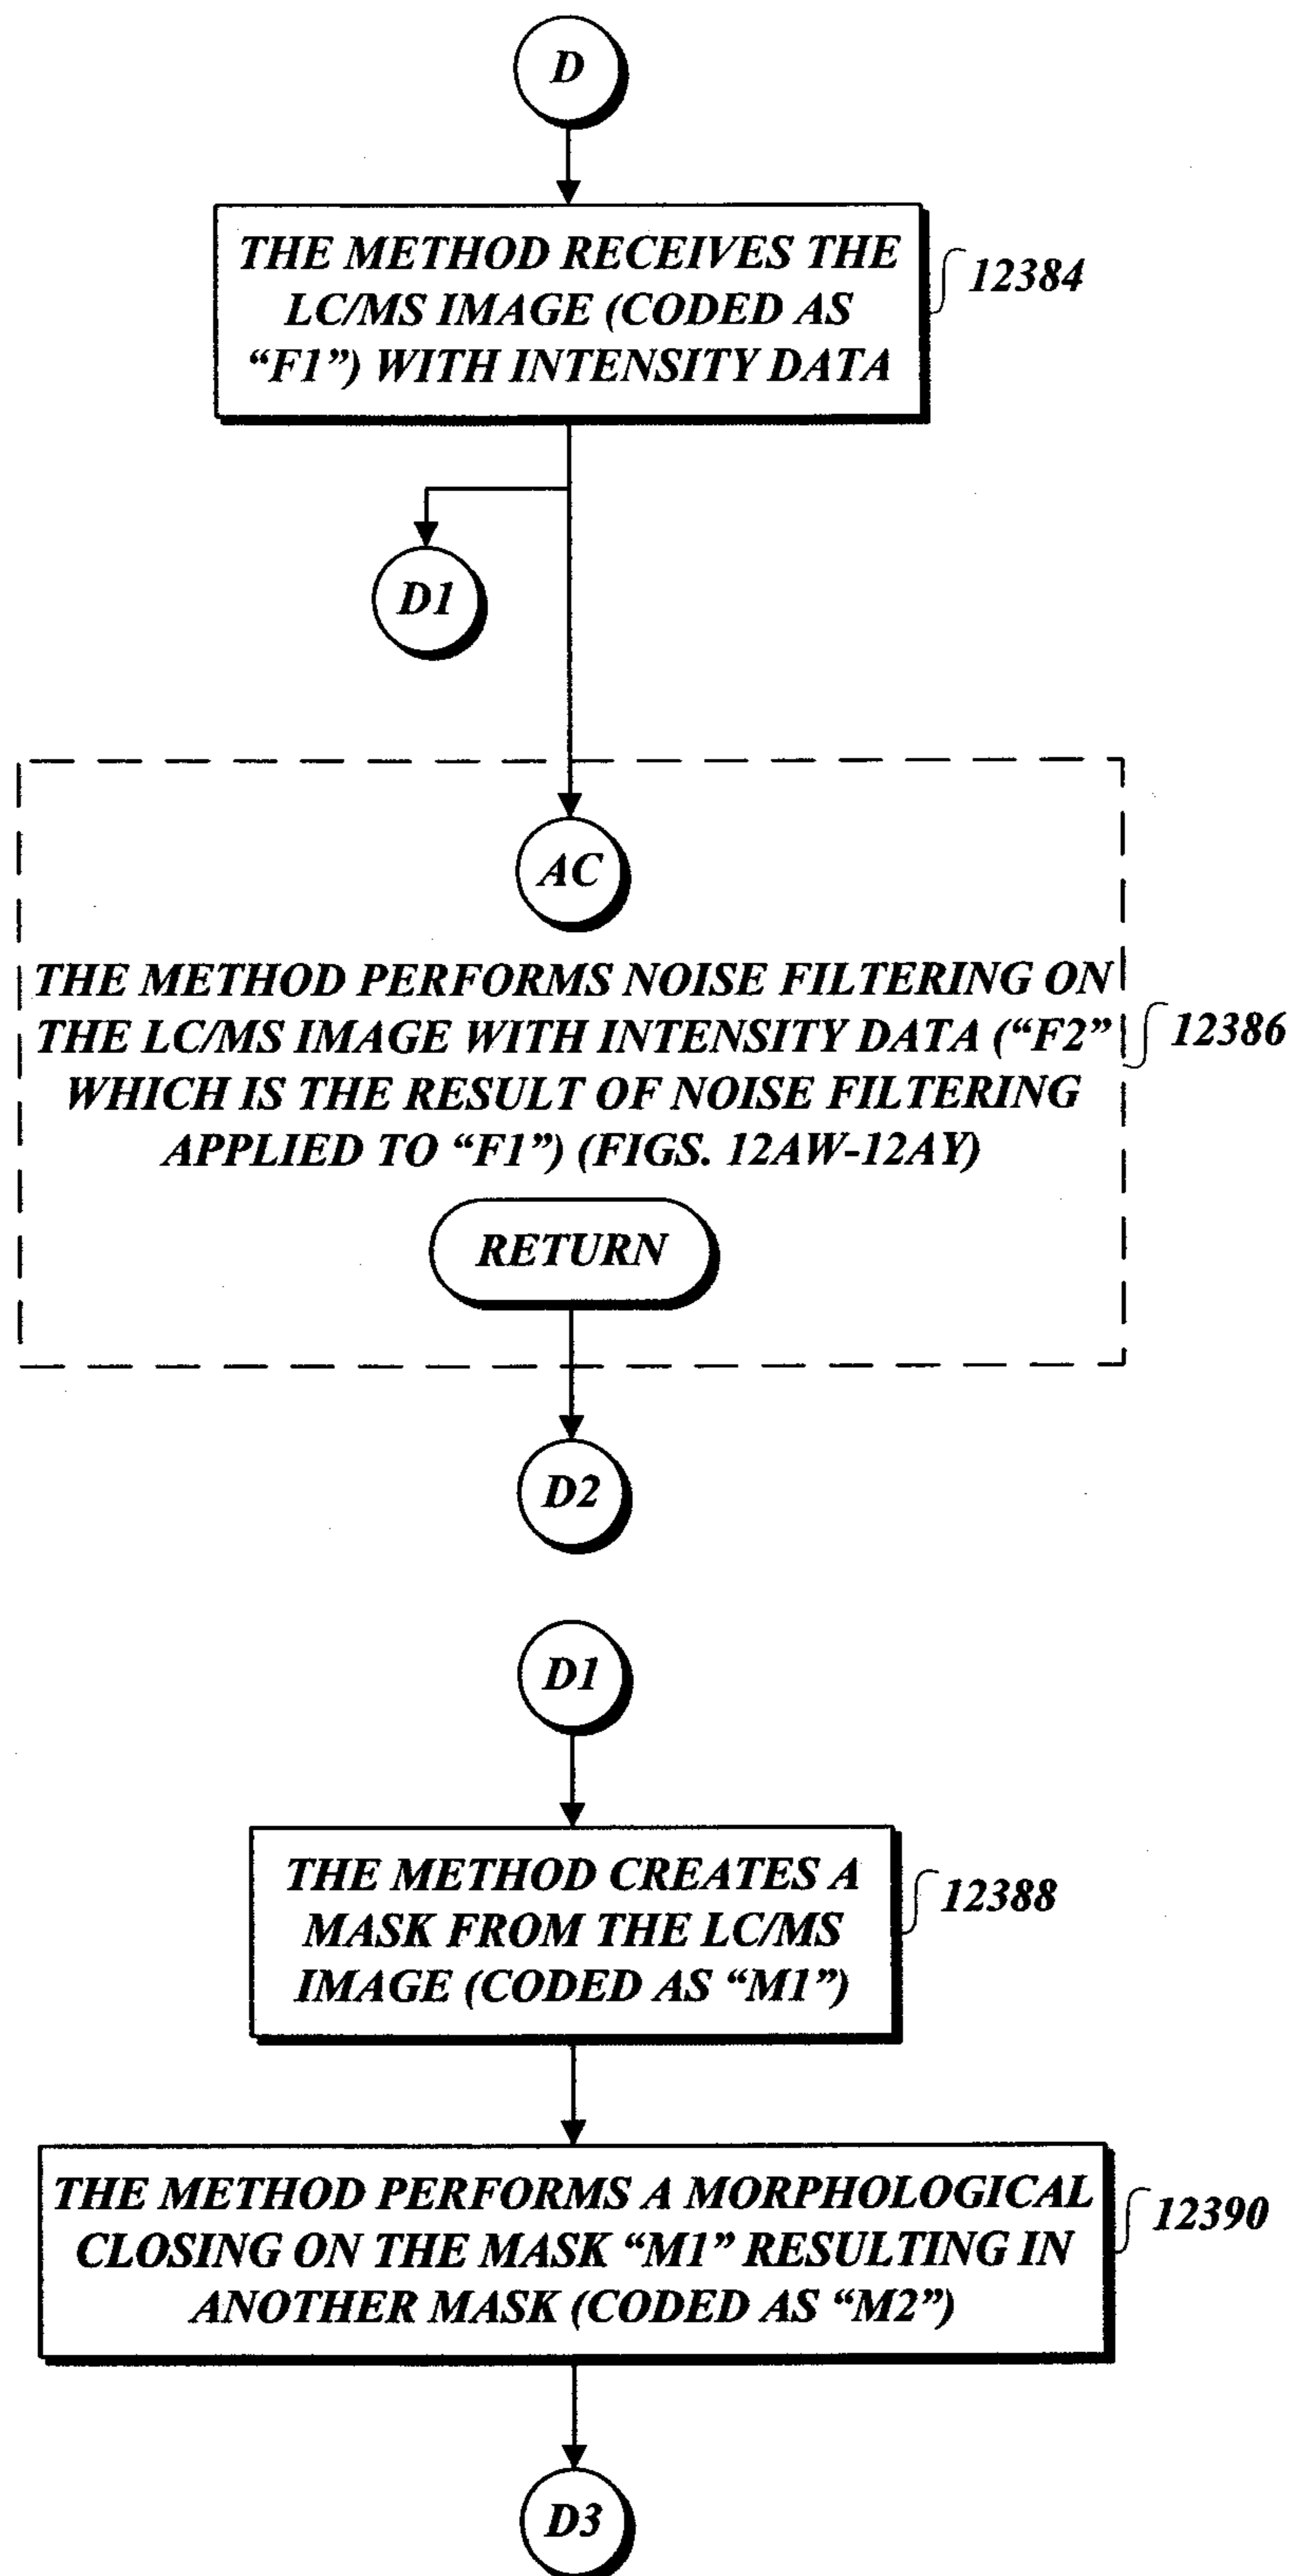 D
THE METHOD RECEIVES THE
LC/MS IMAGE (CODED AS
“F1”) WITH INTENSITY DATA
12384
D1
AC
THE METHOD PERFORMS NOISE FILTERING ON
THE LC/MS IMAGE WITH INTENSITY DATA (“F2”
WHICH IS THE RESULT OF NOISE FILTERING
APPLIED TO “F1”) (FIGS. 12AW-12AY)
12386
RETURN
D2
D1
THE METHOD CREATES A
MASK FROM THE LC/MS
IMAGE (CODED AS “M1”)
12388
THE METHOD PERFORMS A MORPHOLOGICAL
CLOSING ON THE MASK “M1” RESULTING IN
ANOTHER MASK (CODED AS “M2”)
12390
D3